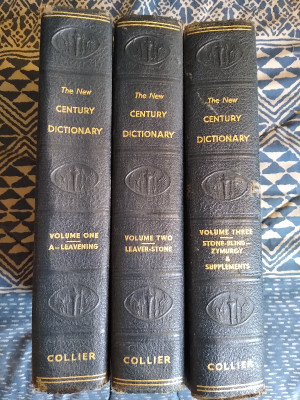 The New
CENTURY
DICTIONARY
VOLUME ONE
A—LEAVENING
COLLIER
The New
CENTURY
DICTIONARY
VOLUME TWO
LEAVER-STONE
COLLIER
The New
CENTURY
DICTIONARY
VOLUME THREE
STONE-BLIND—
ZYMURGY
&
SUPPLEMENTS
COLLIER